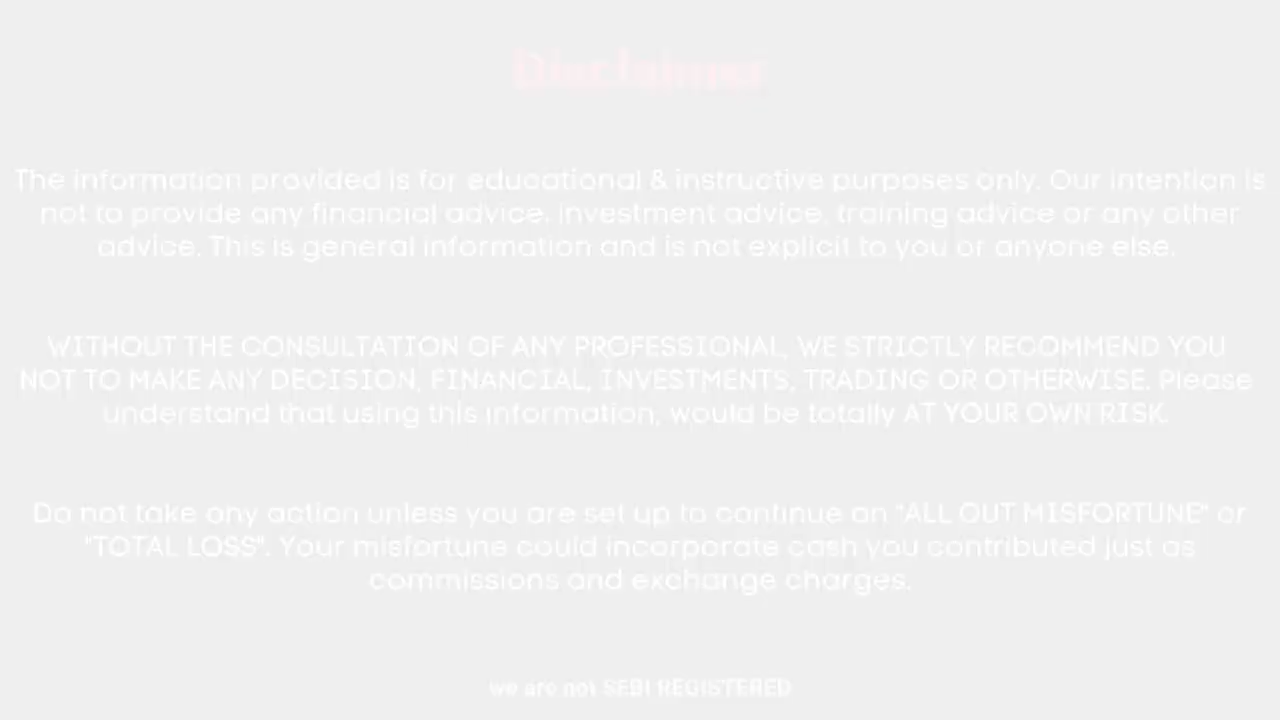 Disclaimer
The information provided is for educational & instructive purposes only. Our intention is
not to provide any financial advice, investment advice, training advice or any other
advice. This is general information and is not explicit to you or anyone else.
WITHOUT THE CONSULTATION OF ANY PROFESSIONAL, WE STRICTLY RECOMMEND YOU
NOT TO MAKE ANY DECISION, FINANCIAL, INVESTMENTS, TRADING OR OTHERWISE. Please
understand that using this information, would be totally AT YOUR OWN RISK.
Do not take any action unless you are set up to continue an "ALL OUT MISFORTUNE" or
"TOTAL LOSS". Your misfortune could incorporate cash you contributed just as
commissions and exchange charges.
we are not SEBI REGISTERED